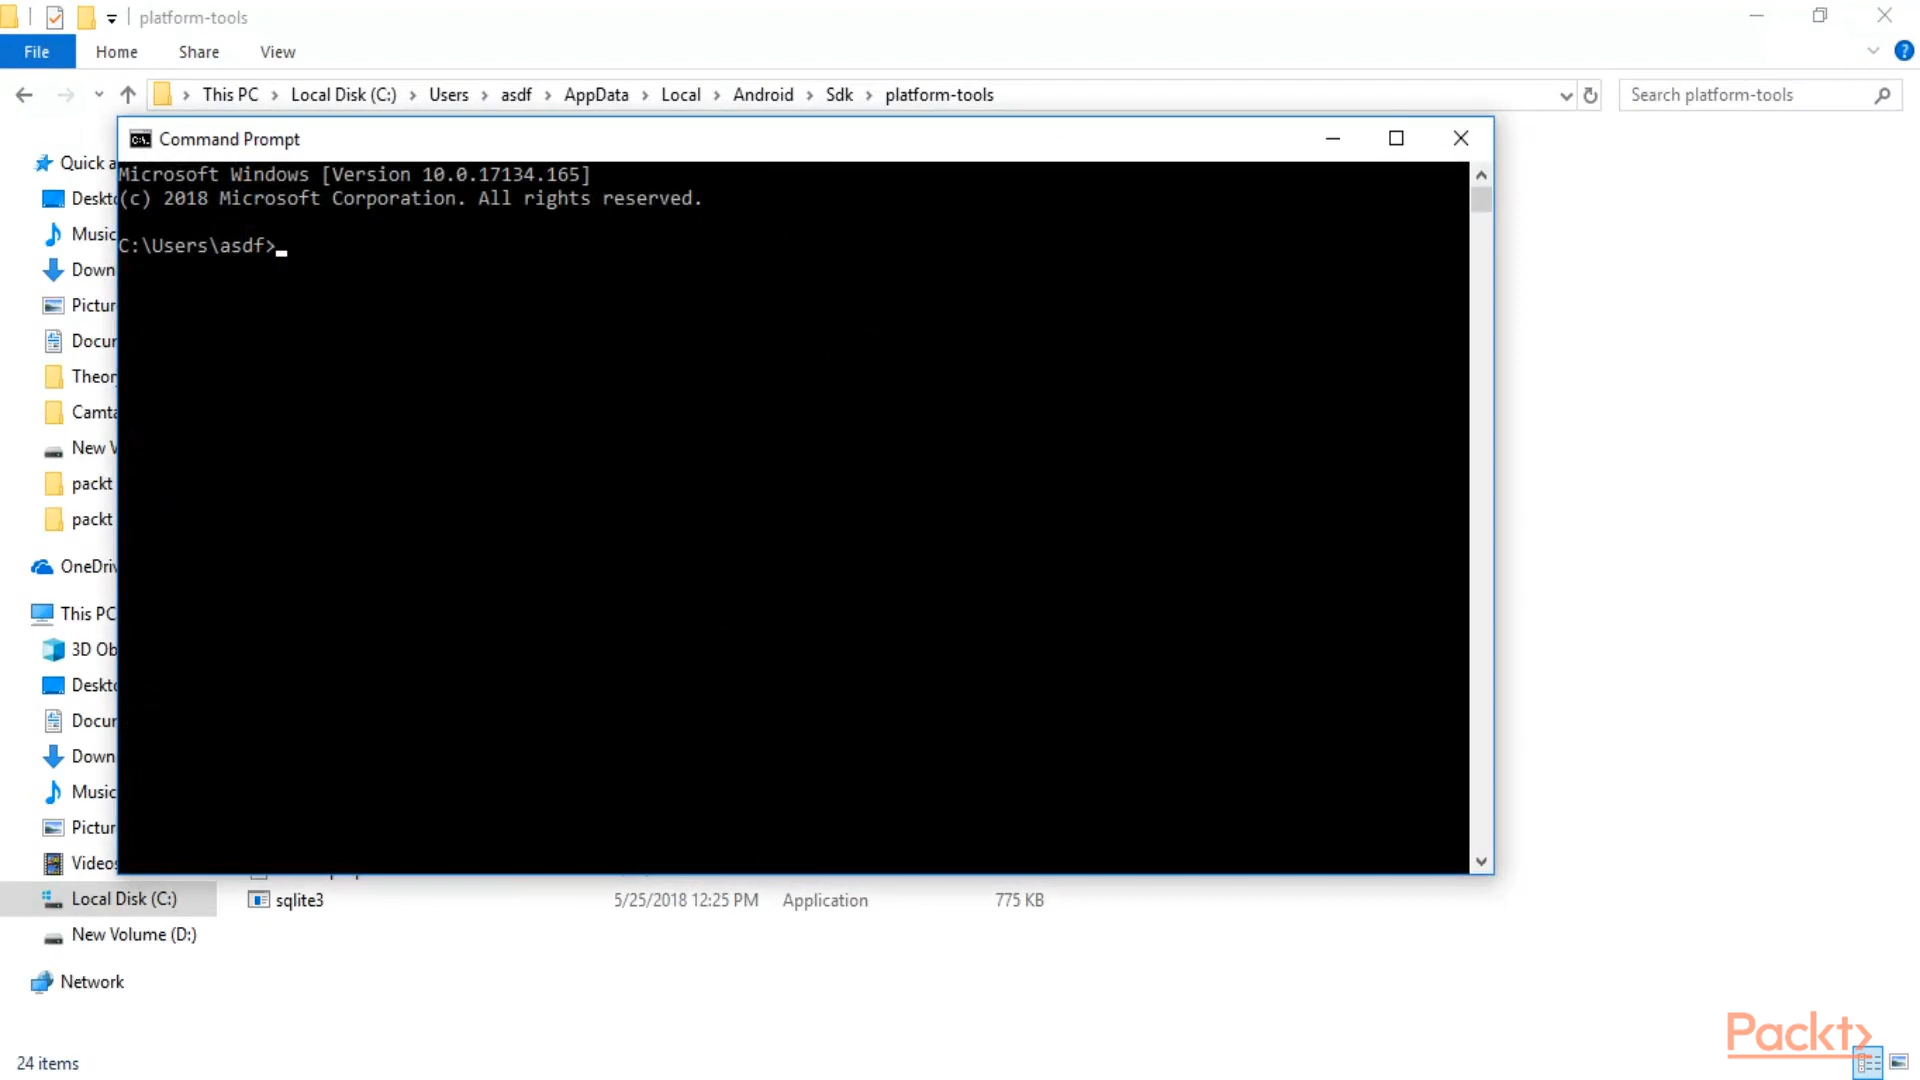 platform-tools
File Home Share View
This PC Local Disk (C:) Users asdf AppData Local Android Sdk platform-tools
Search platform-tools
Command Prompt
Microsoft Windows [Version 10.0.17134.165]
(c) 2018 Microsoft Corporation. All rights reserved.
C:\Users\asdf>
Quick a
Deskto
Music
Down
Pictur
Docur
Theor
Camta
New V
packt
packt
OneDriv
This PC
3D Ob
Deskto
Docur
Down
Music
Pictur
Videos
Local Disk (C:)
sqlite3 5/25/2018 12:25 PM Application 775 KB
New Volume (D:)
Network
24 items
Packt